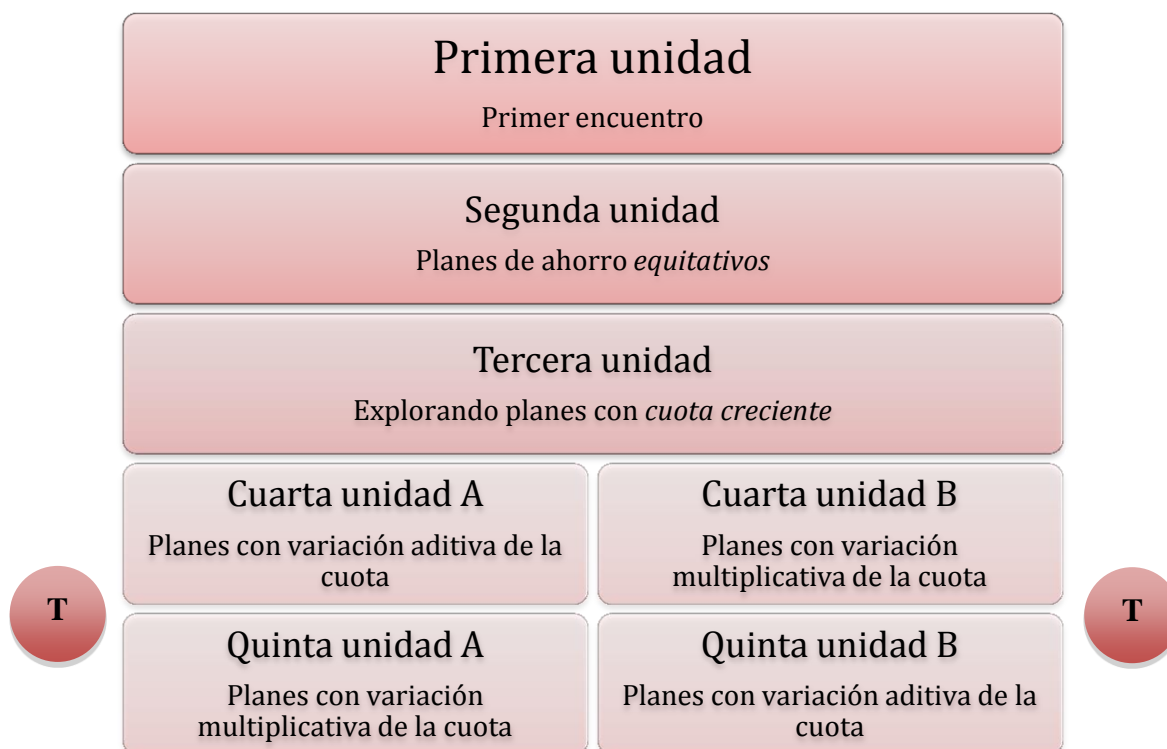 Primera unidad
Primer encuentro
Segunda unidad
Planes de ahorro equitativos
Tercera unidad
Explorando planes con cuota creciente
Cuarta unidad A
Planes con variación aditiva de la
cuota
Cuarta unidad B
Planes con variación
multiplicativa de la cuota
T
T
Quinta unidad A
Planes con variación
multiplicativa de la cuota
Quinta unidad B
Planes con variación aditiva de la
cuota